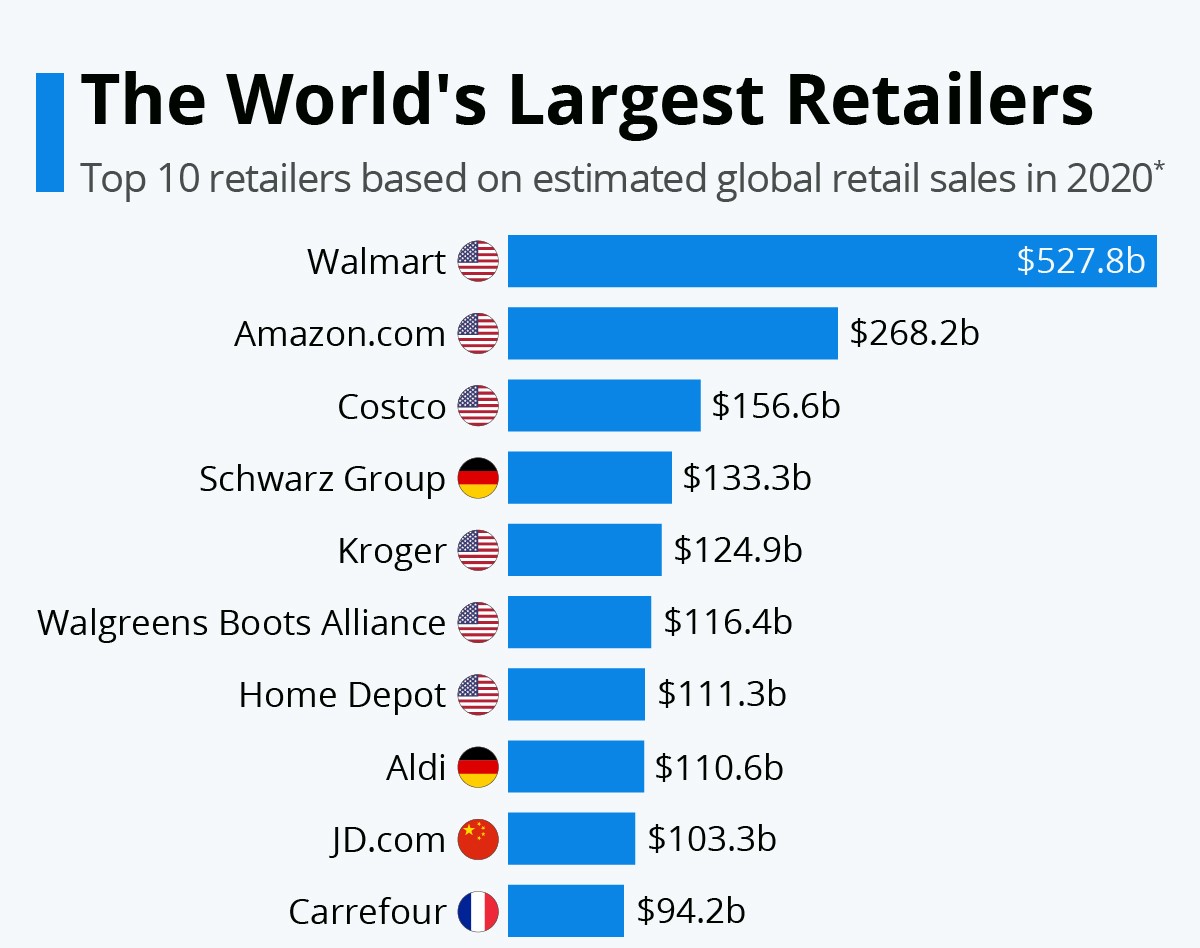 The World's Largest Retailers
Top 10 retailers based on estimated global retail sales in 2020*
Walmart $527.8b
Amazon.com $268.2b
Costco $156.6b
Schwarz Group $133.3b
Kroger $124.9b
Walgreens Boots Alliance $116.4b
Home Depot $111.3b
Aldi $110.6b
JD.com $103.3b
Carrefour $94.2b